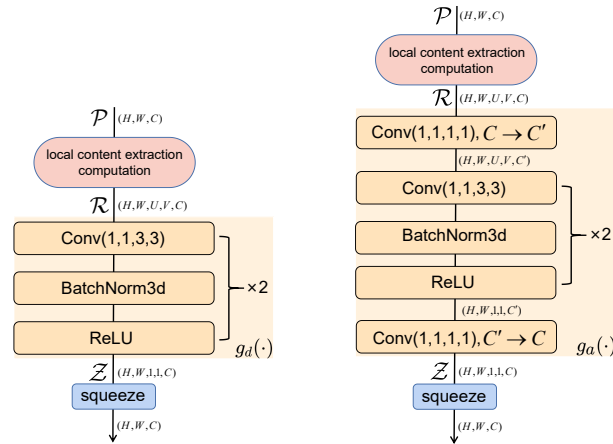 𝒫 (H,W,C)
local content extraction
computation
ℛ (H,W,U,V,C)
Conv(1,1,3,3)
BatchNorm3d
×2
ReLU
g_d(·)
𝒵 (H,W,1,1,C)
squeeze
(H,W,C)
𝒫 (H,W,C)
local content extraction
computation
ℛ (H,W,U,V,C)
Conv(1,1,1,1), C → C′
(H,W,U,V,C′)
Conv(1,1,3,3)
BatchNorm3d
×2
ReLU
(H,W,1,1,C′)
Conv(1,1,1,1), C′ → C
g_a(·)
𝒵 (H,W,1,1,C)
squeeze
(H,W,C)